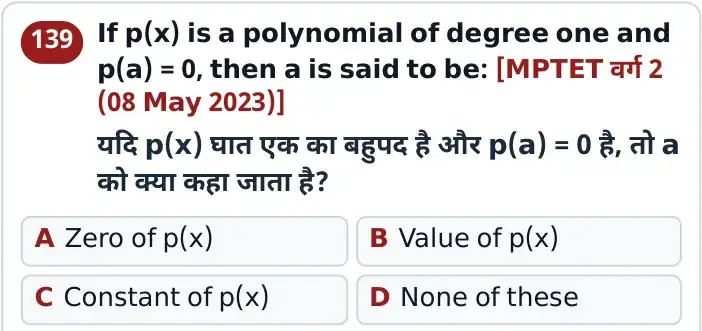 139 If p(x) is a polynomial of degree one and
p(a) = 0, then a is said to be: [MPTET वर्ग 2
(08 May 2023)]
यदि p(x) घात एक का बहुपद है और p(a) = 0 है, तो a
को क्या कहा जाता है?
A Zero of p(x)
B Value of p(x)
C Constant of p(x)
D None of these